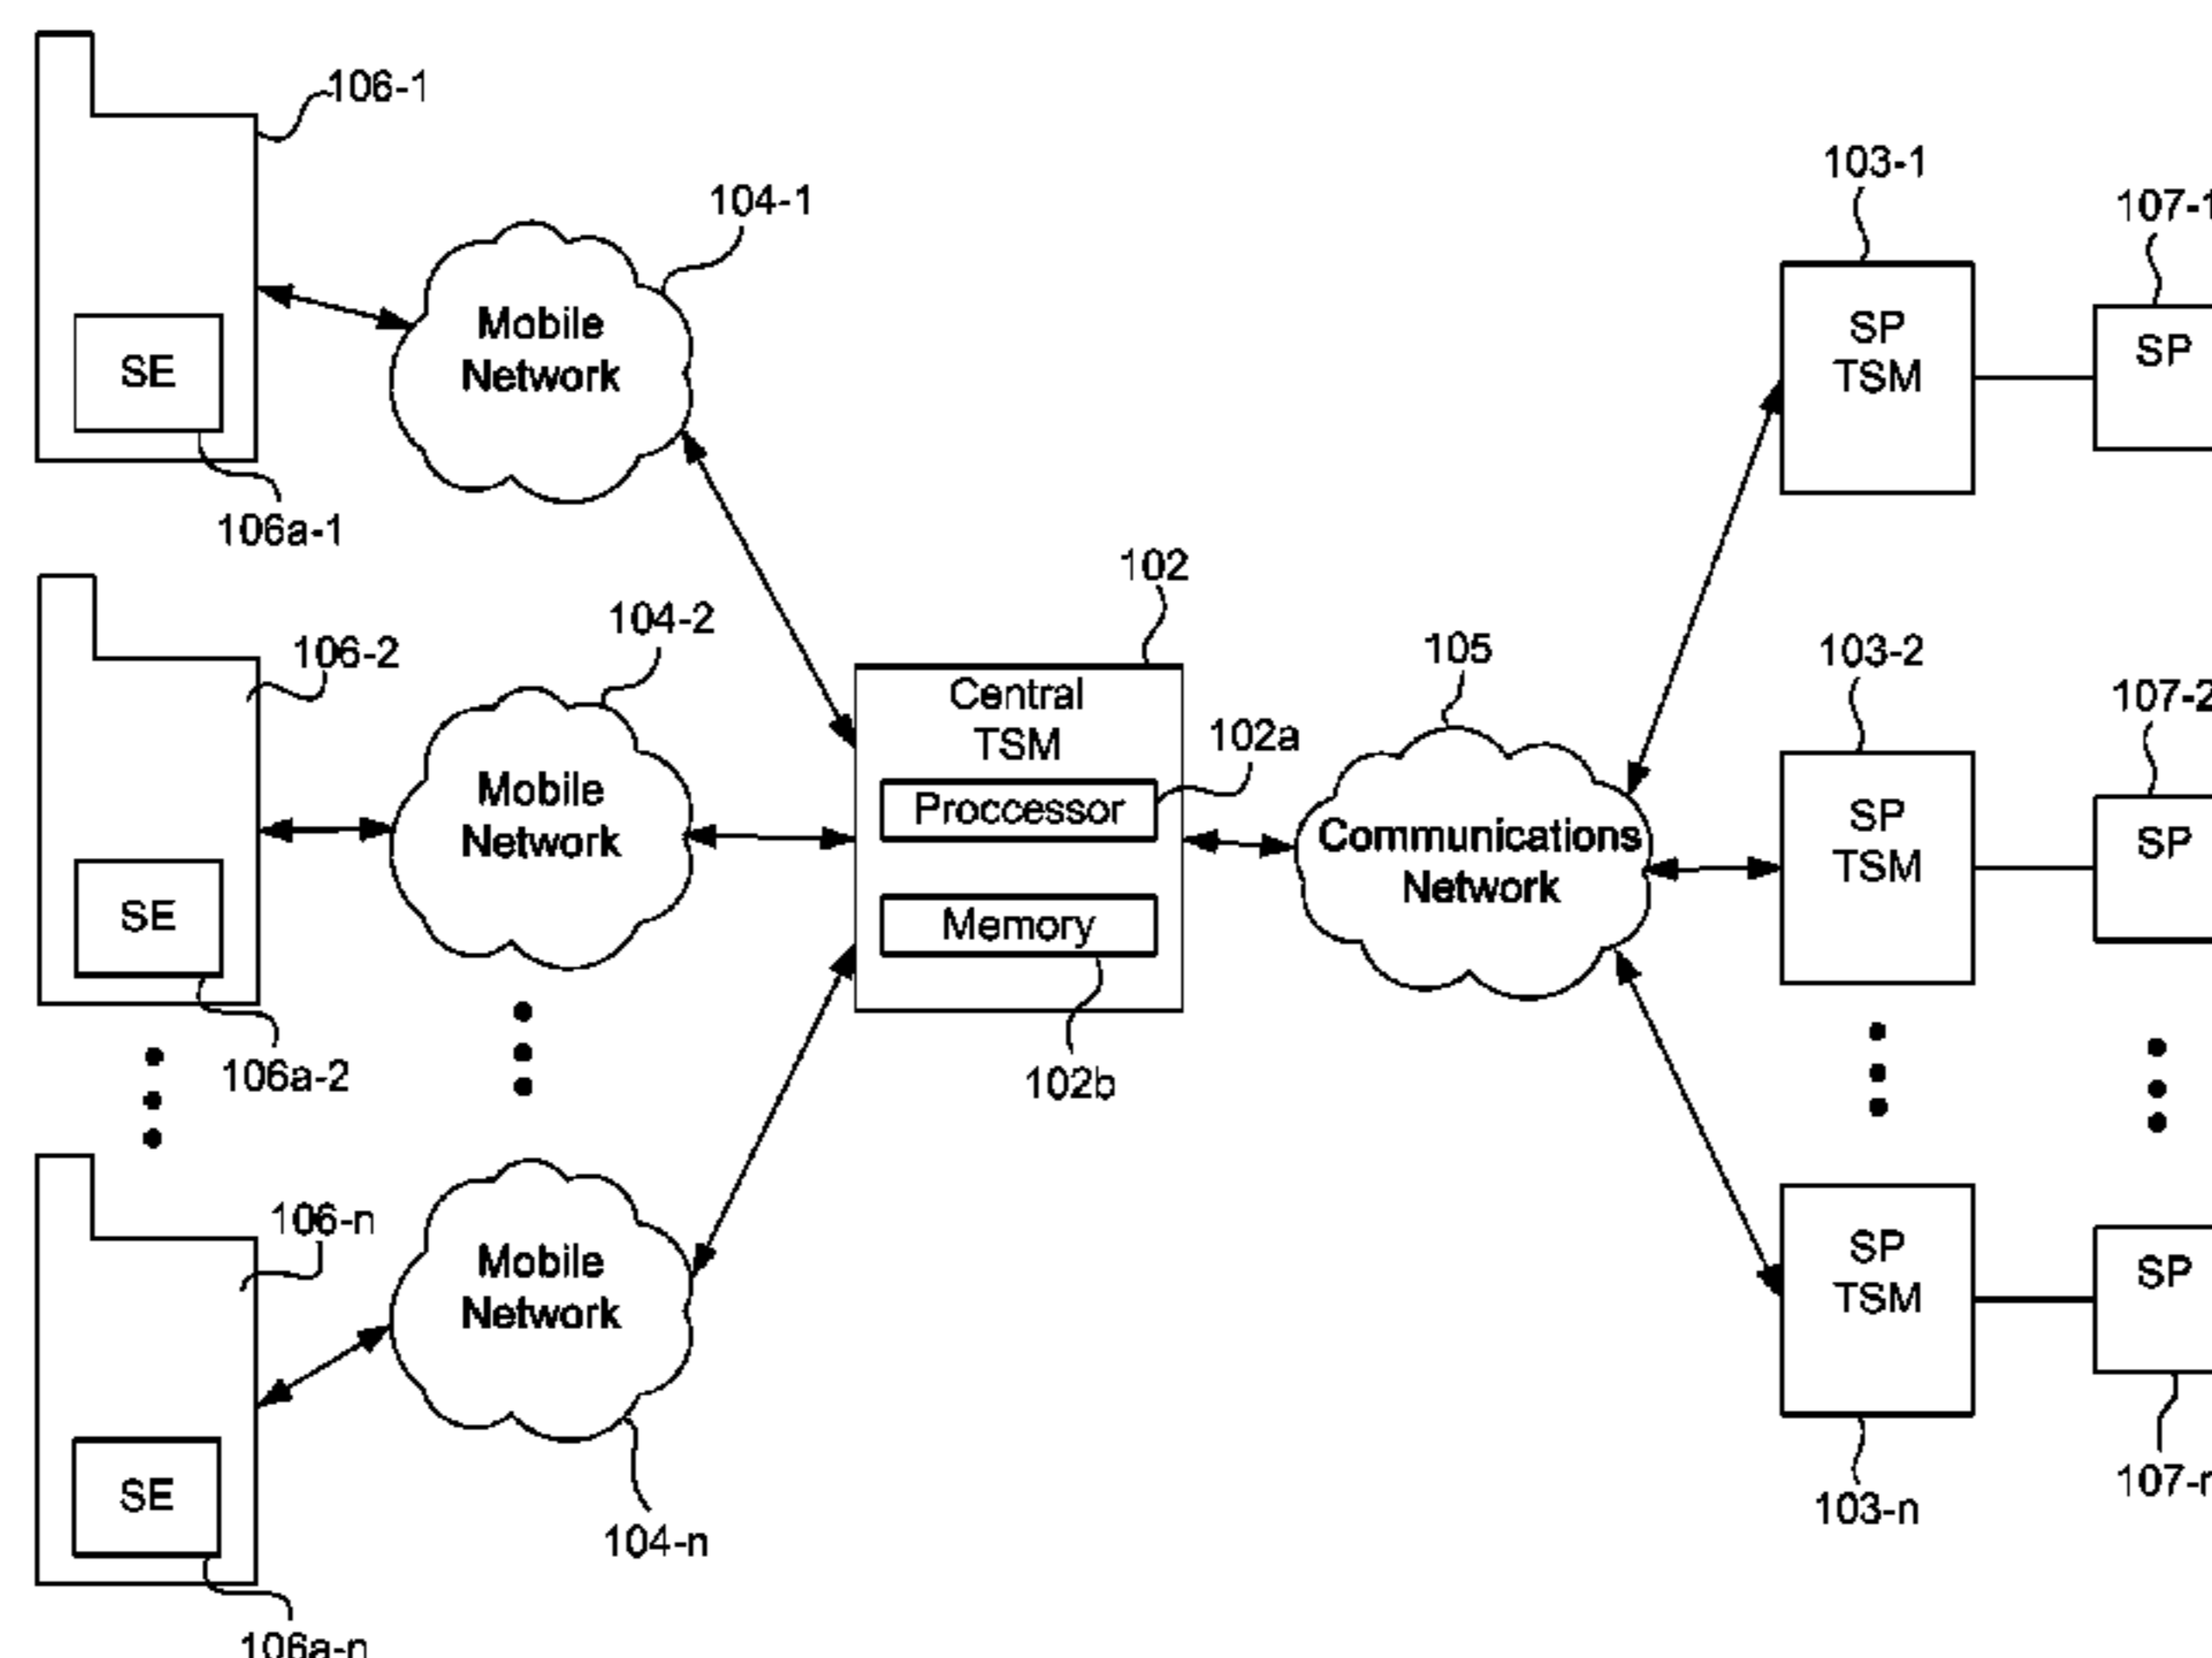 106-1
SE
106a-1
104-1
Mobile
Network
106-2
SE
106a-2
104-2
Mobile
Network
106-n
SE
106a-n
Mobile
Network
104-n
102
Central
TSM
Proccessor
102a
Memory
102b
105
Communications
Network
103-1
SP
TSM
107-1
SP
103-2
SP
TSM
107-2
SP
SP
TSM
103-n
SP
107-